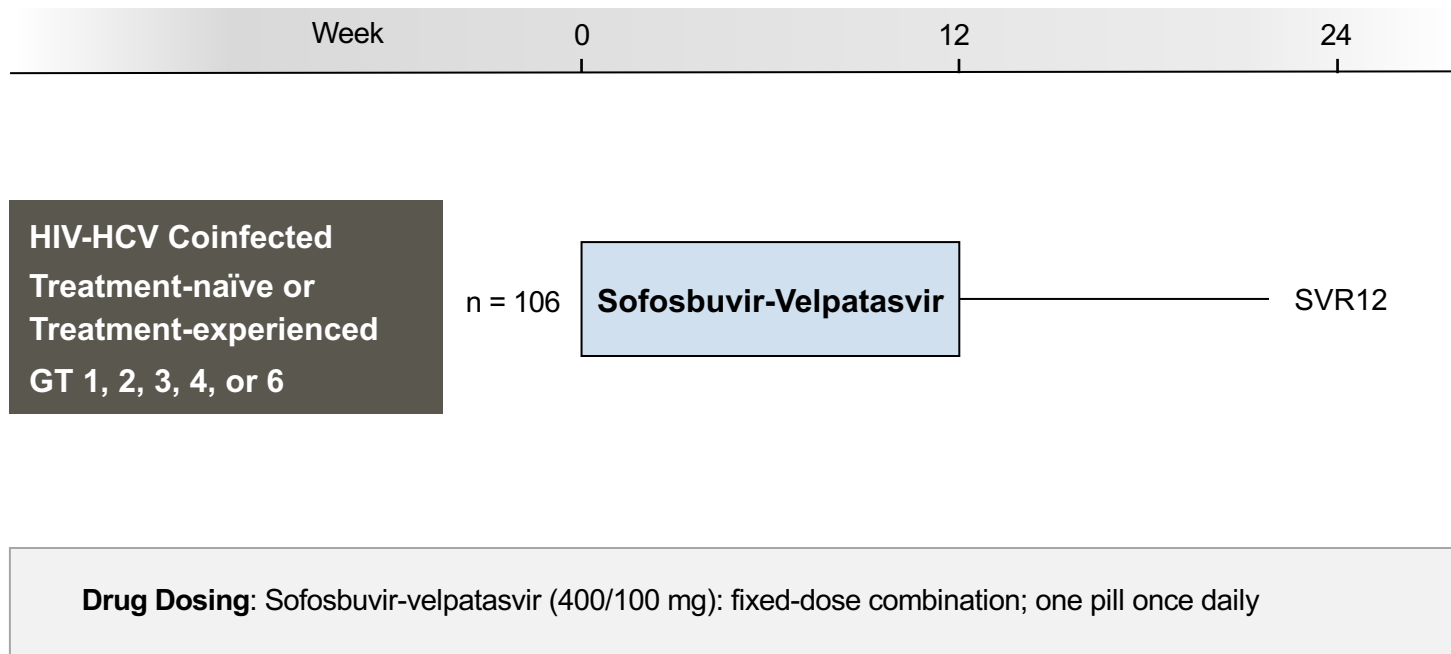 Week 0 12 24
HIV-HCV Coinfected
Treatment-naïve or
Treatment-experienced
GT 1, 2, 3, 4, or 6
n = 106
Sofosbuvir-Velpatasvir
SVR12
Drug Dosing: Sofosbuvir-velpatasvir (400/100 mg): fixed-dose combination; one pill once daily